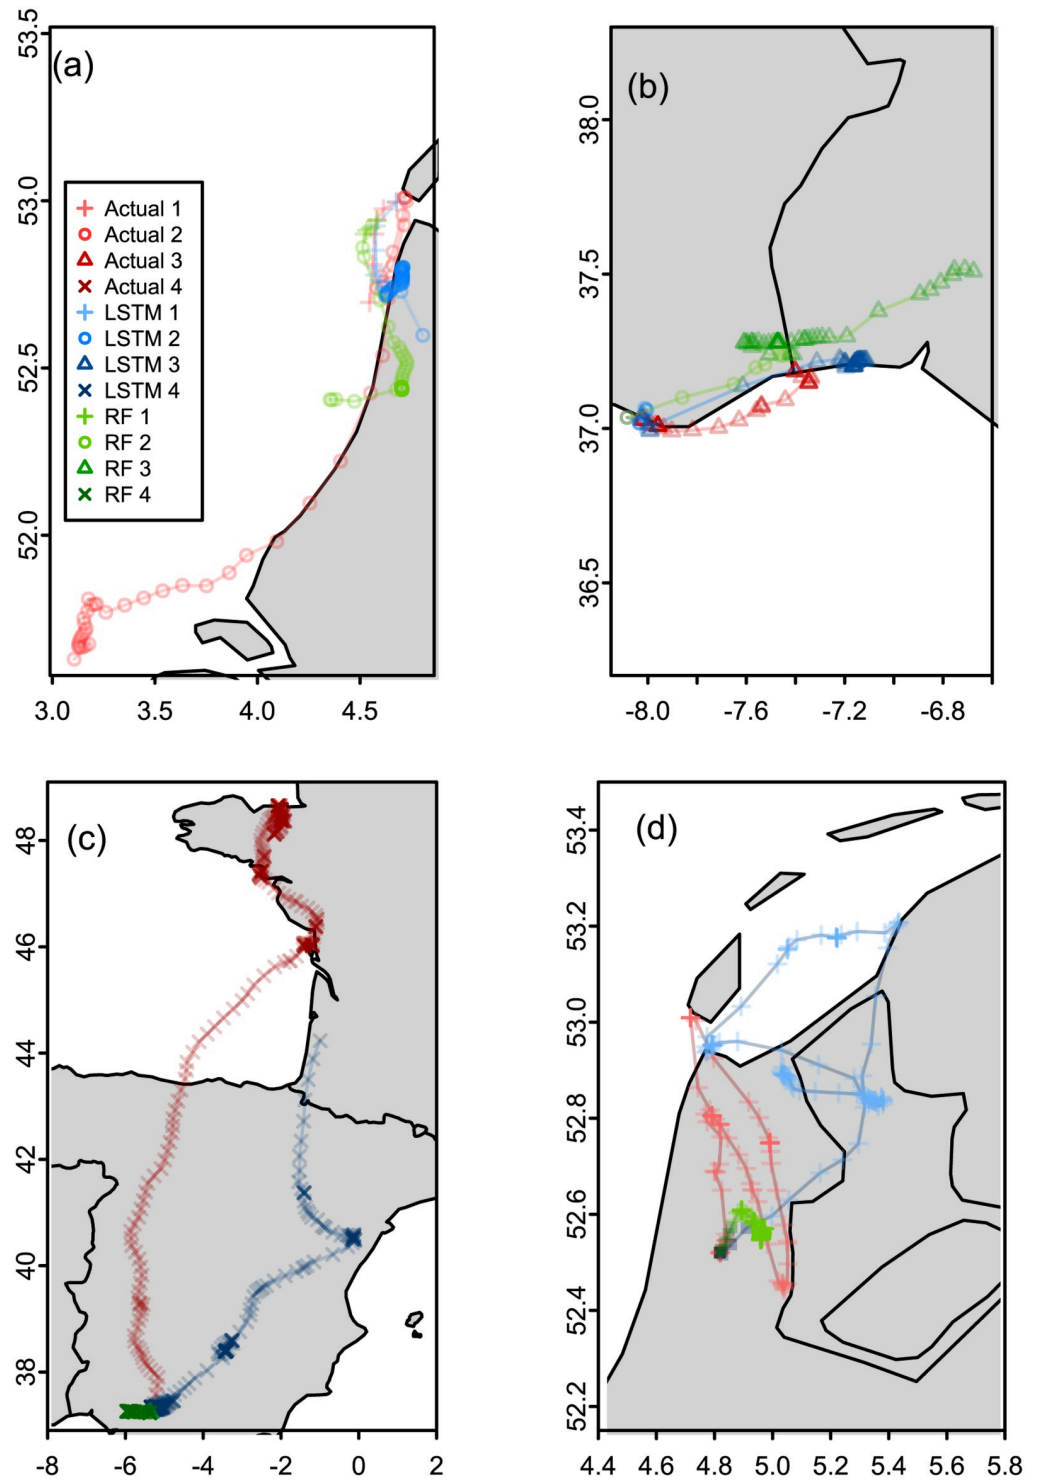 (a)
53.5
53.0
52.5
52.0
Actual 1
Actual 2
Actual 3
Actual 4
LSTM 1
LSTM 2
LSTM 3
LSTM 4
RF 1
RF 2
RF 3
RF 4
3.0 3.5 4.0 4.5
(b)
38.0
37.5
37.0
36.5
-8.0 -7.6 -7.2 -6.8
(c)
48
46
44
42
40
38
-8 -6 -4 -2 0 2
(d)
53.4
53.2
53.0
52.8
52.6
52.4
52.2
4.4 4.6 4.8 5.0 5.2 5.4 5.6 5.8